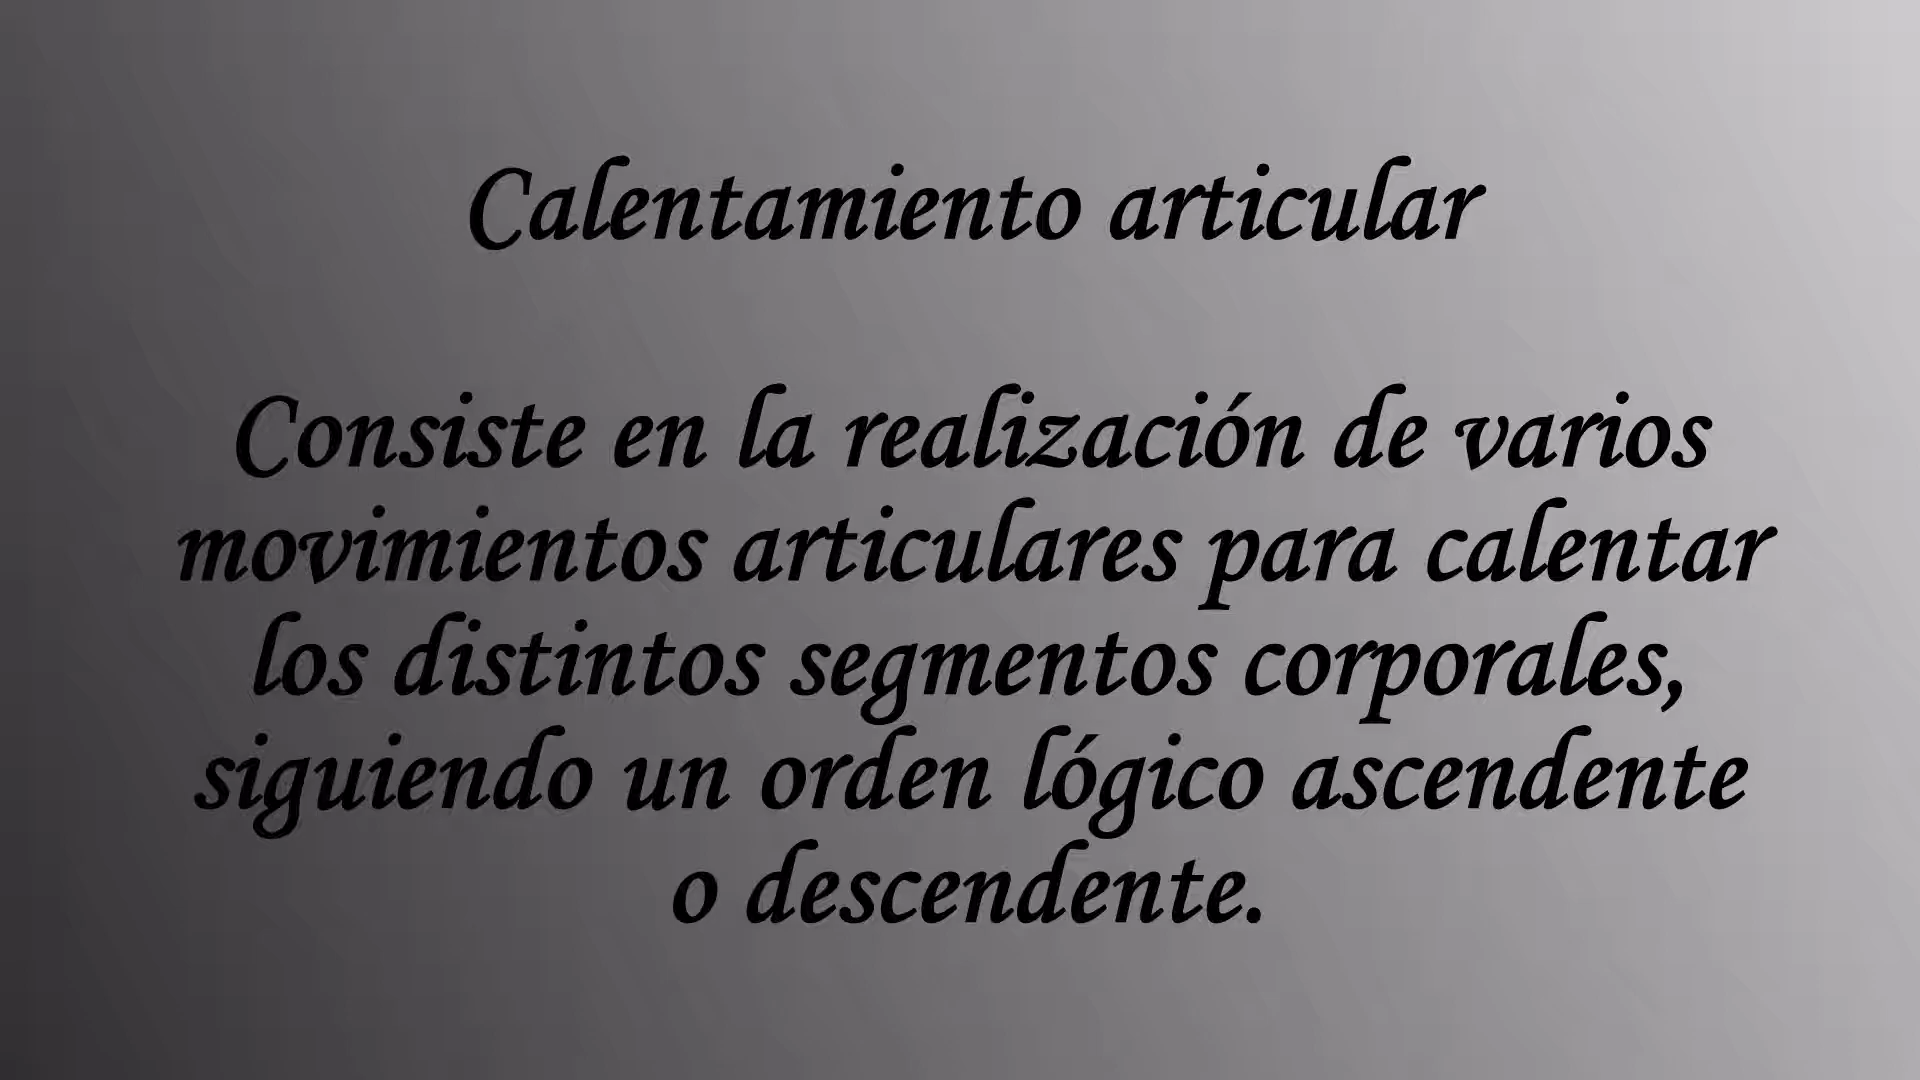 Calentamiento articular
Consiste en la realización de varios
movimientos articulares para calentar
los distintos segmentos corporales,
siguiendo un orden lógico ascendente
o descendente.